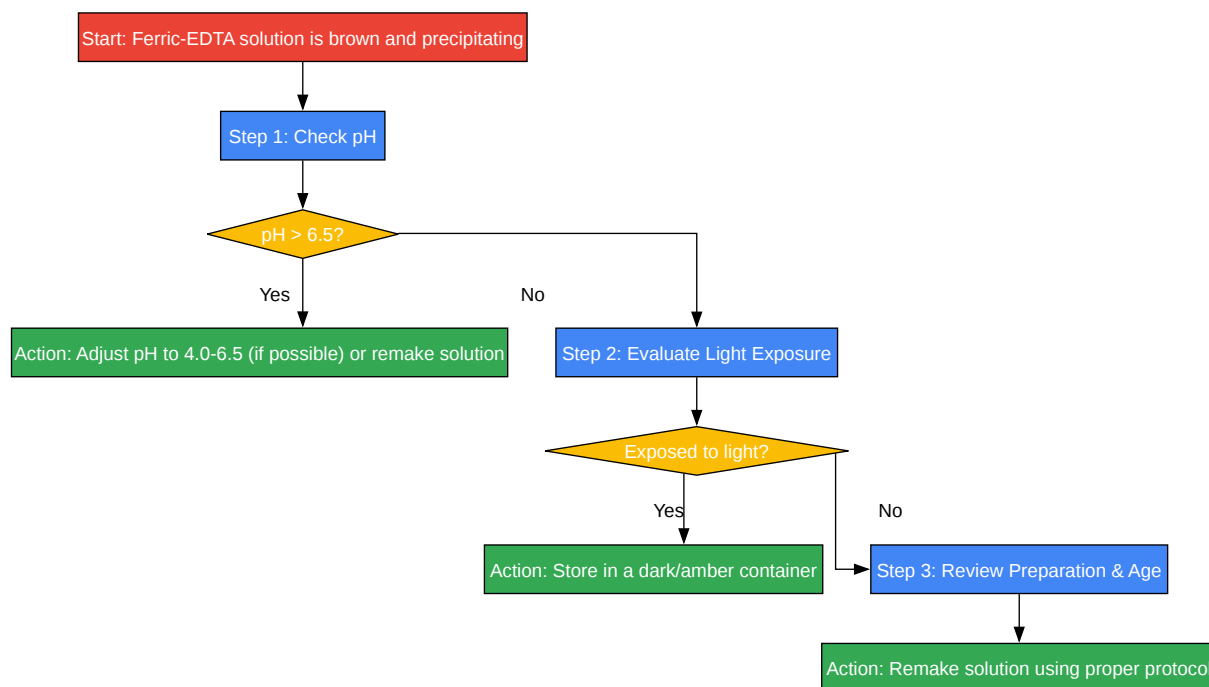 Start: Ferric-EDTA solution is brown and precipitating
Step 1: Check pH
pH > 6.5?
Yes
No
Action: Adjust pH to 4.0-6.5 (if possible) or remake solution
Step 2: Evaluate Light Exposure
Exposed to light?
Yes
No
Action: Store in a dark/amber container
Step 3: Review Preparation & Age
Action: Remake solution using proper protocol